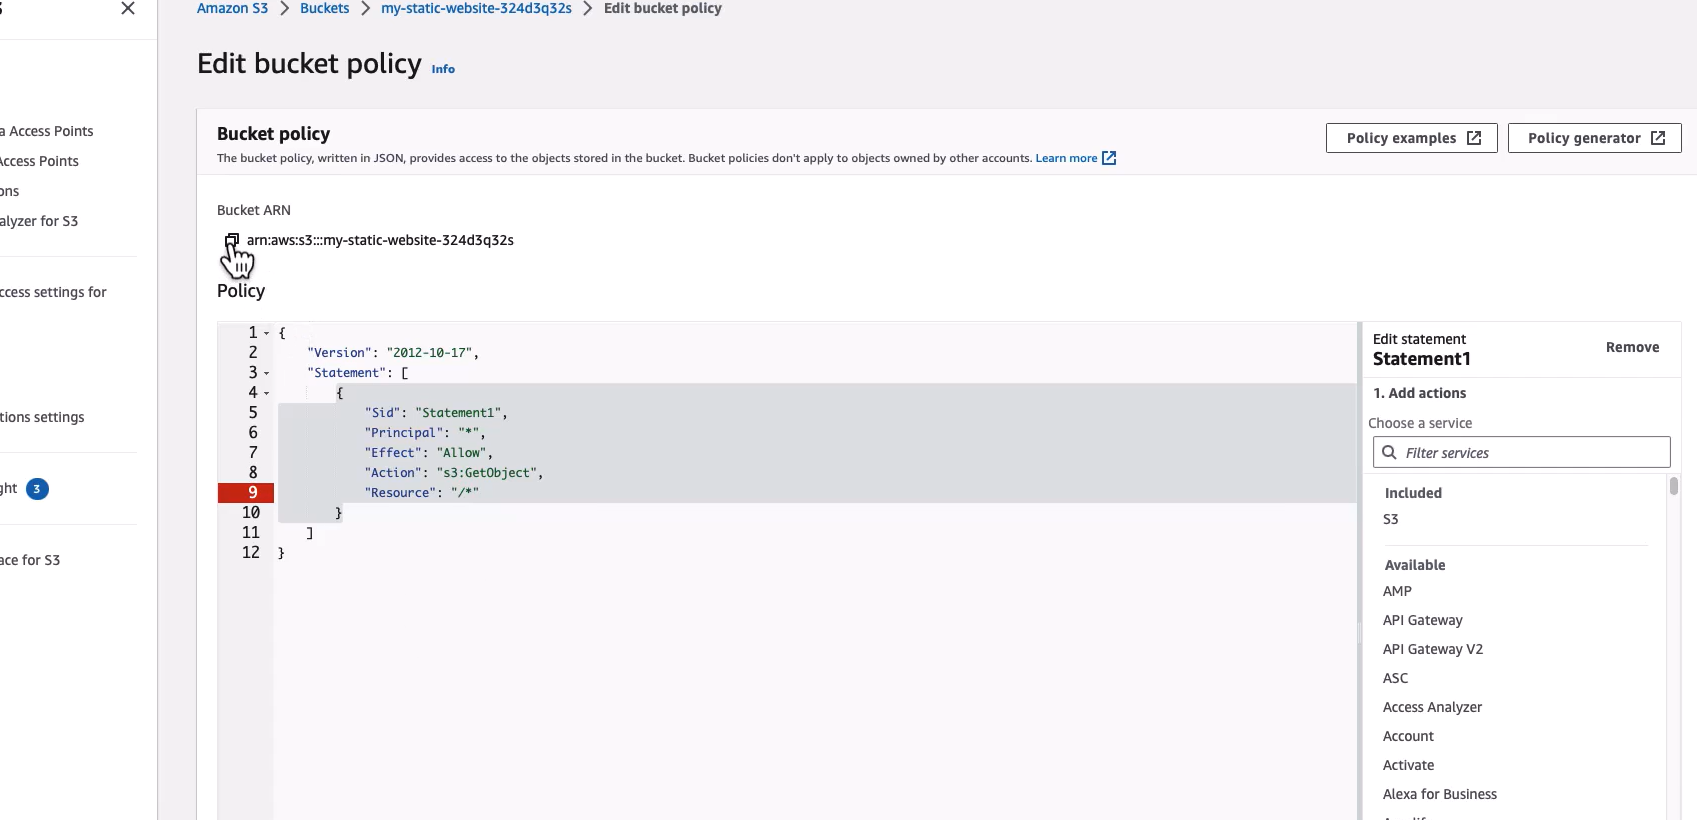 Amazon S3 > Buckets > my-static-website-324d3q32s > Edit bucket policy
Edit bucket policy Info
Bucket policy
The bucket policy, written in JSON, provides access to the objects stored in the bucket. Bucket policies don't apply to objects owned by other accounts. Learn more
Policy examples
Policy generator
a Access Points
Access Points
ons
alyzer for S3
ccess settings for
tions settings
ght 3
ace for S3
Bucket ARN
arn:aws:s3:::my-static-website-324d3q32s
Policy
1 {
2 "Version": "2012-10-17",
3 "Statement": [
4 {
5 "Sid": "Statement1",
6 "Principal": "*",
7 "Effect": "Allow",
8 "Action": "s3:GetObject",
9 "Resource": "/*"
10 }
11 ]
12 }
Edit statement
Statement1
Remove
1. Add actions
Choose a service
Filter services
Included
S3
Available
AMP
API Gateway
API Gateway V2
ASC
Access Analyzer
Account
Activate
Alexa for Business